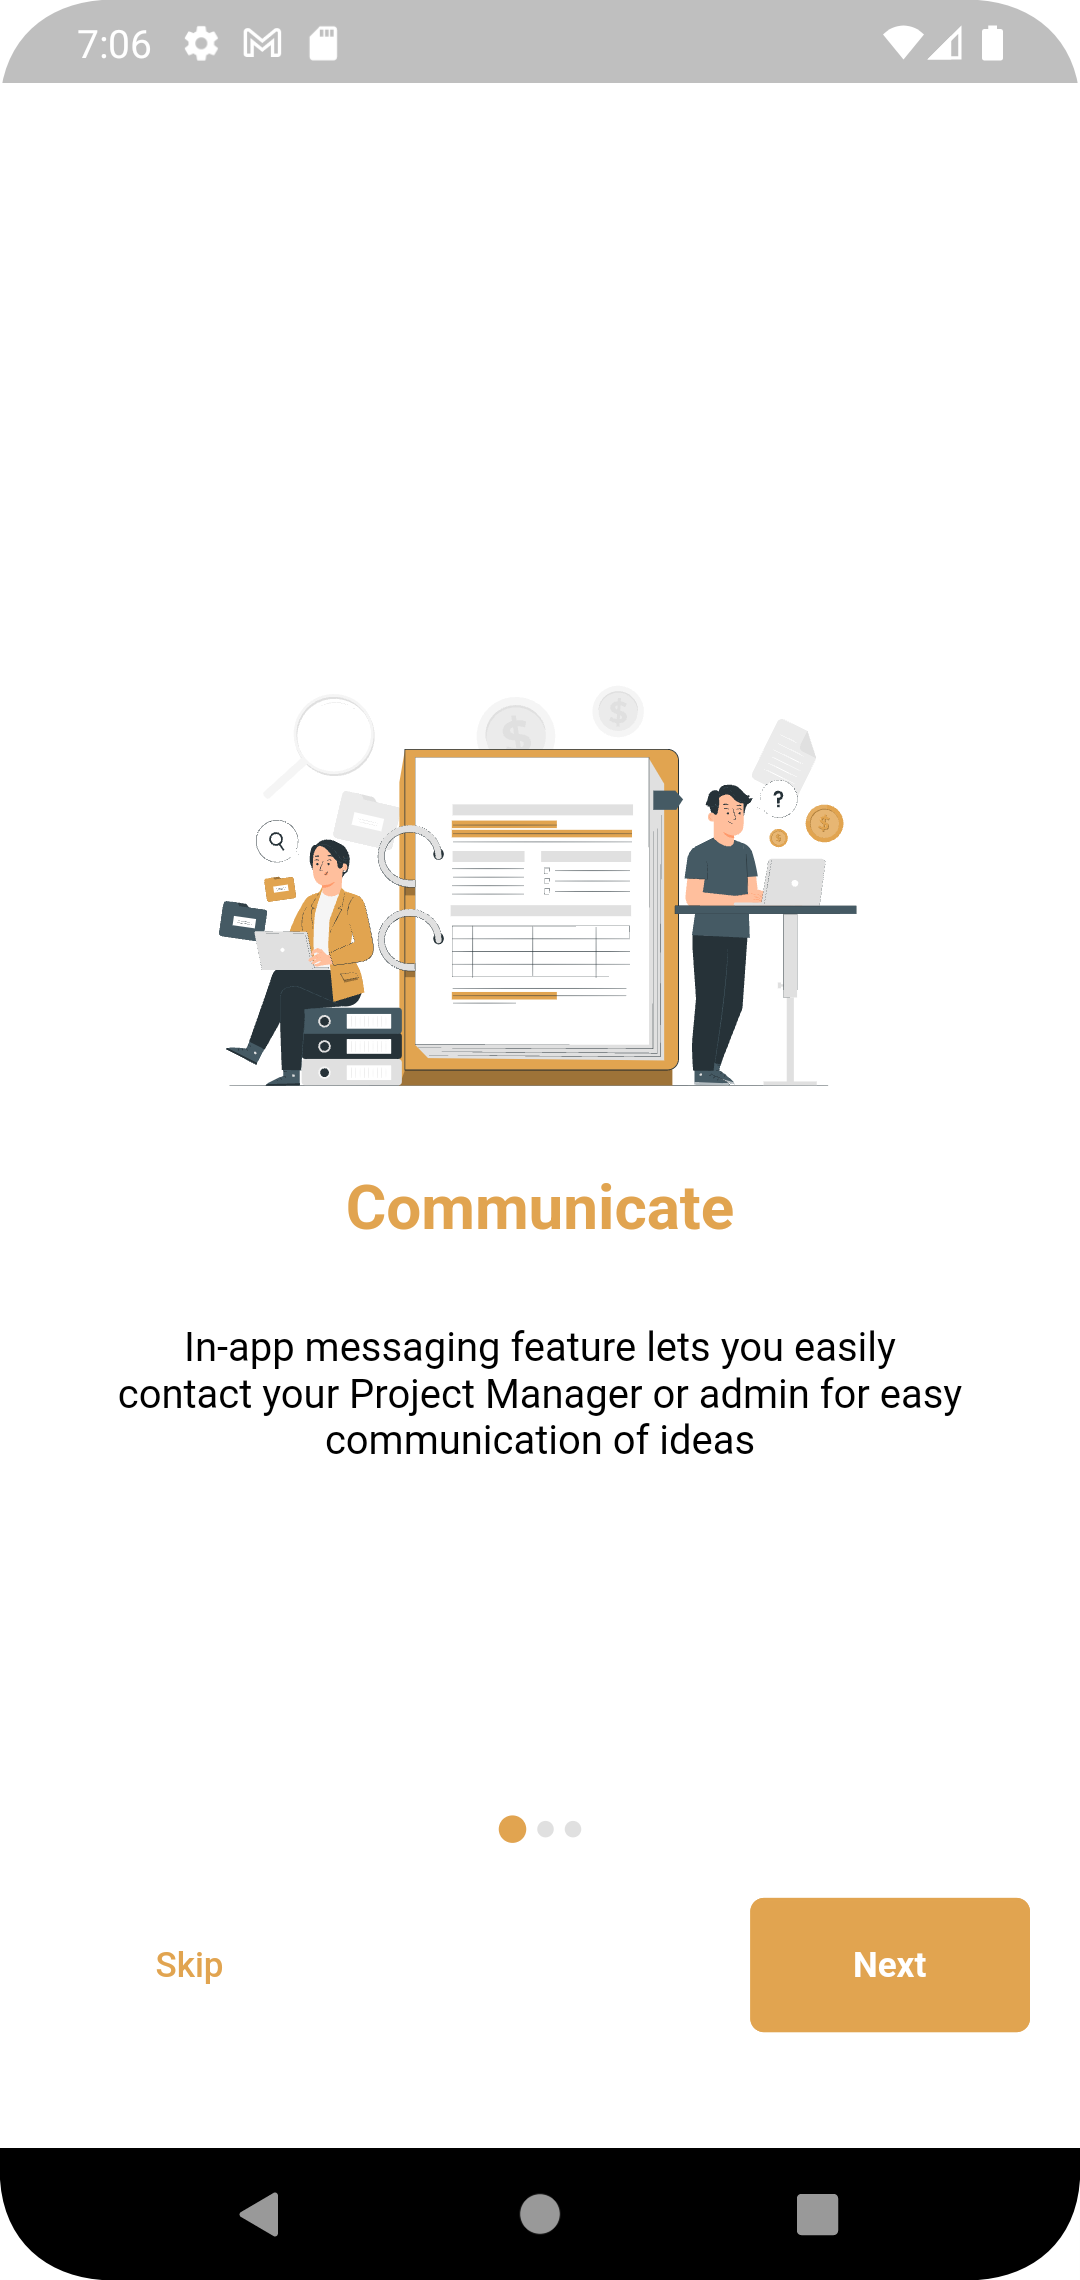 7:06
Communicate
In-app messaging feature lets you easily
contact your Project Manager or admin for easy
communication of ideas
Skip
Next